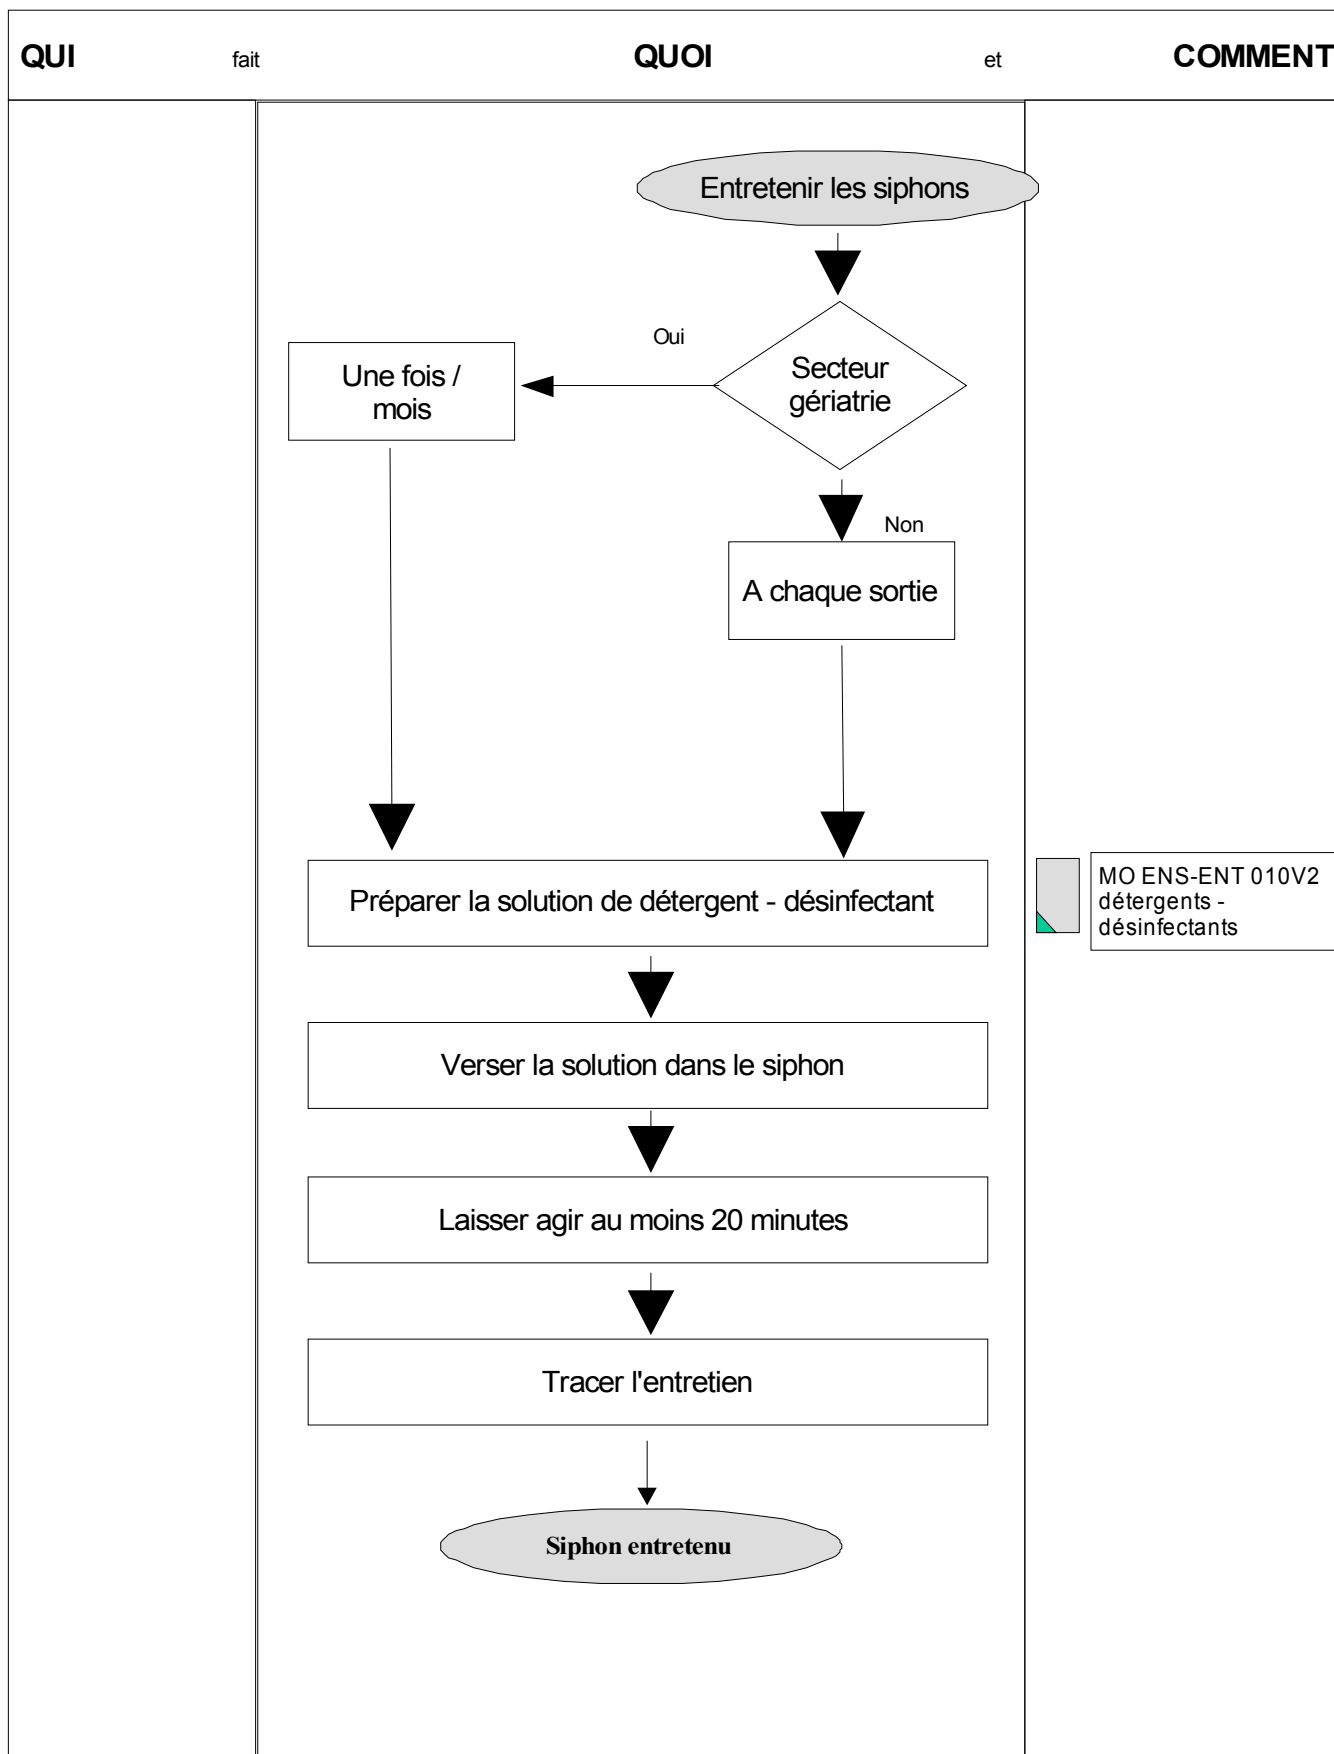 QUI fait QUOI et COMMENT
Entretenir les siphons
Oui
Secteur
gériatrie
Une fois /
mois
Non
A chaque sortie
Préparer la solution de détergent - désinfectant
MO ENS-ENT 010V2
détergents -
désinfectants
Verser la solution dans le siphon
Laisser agir au moins 20 minutes
Tracer l'entretien
Siphon entretenu